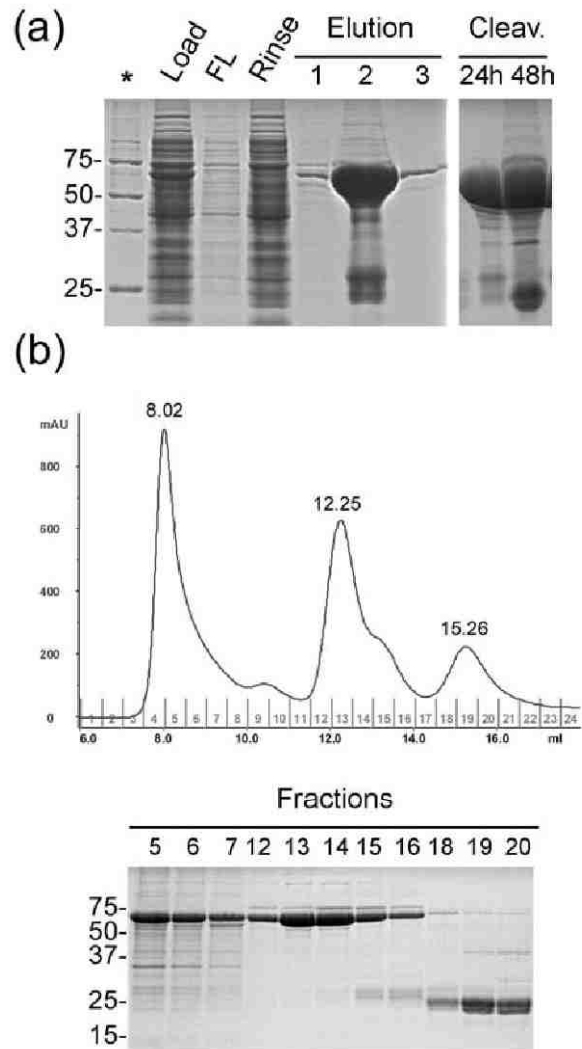 (a)
Elution Cleav.
* Load FL Rinse 1 2 3 24h 48h
75-
50-
37-
25-
(b)
8.02
mAU
12.25
800
600
400
15.26
200
0 1 2 3 4 5 6 7 8 9 10 11 12 13 14 15 16 17 18 19 20 21 22 23 24
6.0 8.0 10.0 12.0 14.0 16.0 ml
Fractions
5 6 7 12 13 14 15 16 18 19 20
75-
50-
37-
25-
15-